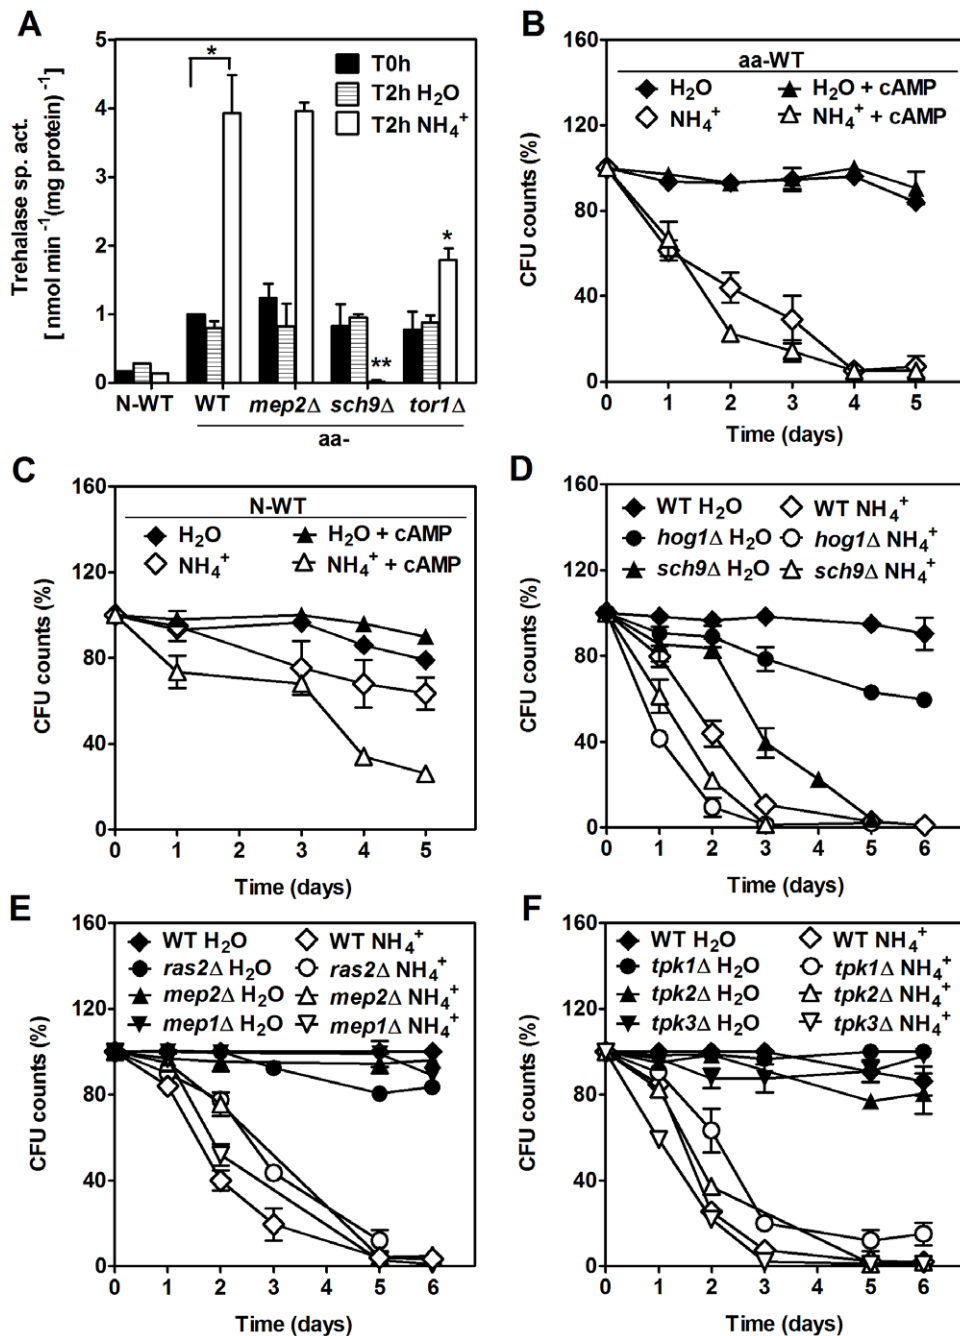 A
Trehalase sp. act.
[ nmol min ⁻¹(mg protein) ⁻¹ ]
5
4
3
2
1
0
T0h
T2h H₂O
T2h NH₄⁺
*
*
**
N-WT WT mep2Δ sch9Δ tor1Δ
aa-
B
CFU counts (%)
160
120
80
40
0
aa-WT
H₂O H₂O + cAMP
NH₄⁺ NH₄⁺ + cAMP
0 1 2 3 4 5
Time (days)
C
CFU counts (%)
160
120
80
40
0
N-WT
H₂O H₂O + cAMP
NH₄⁺ NH₄⁺ + cAMP
0 1 2 3 4 5
Time (days)
D
CFU counts (%)
160
120
80
40
0
WT H₂O WT NH₄⁺
hog1Δ H₂O hog1Δ NH₄⁺
sch9Δ H₂O sch9Δ NH₄⁺
0 1 2 3 4 5 6
Time (days)
E
CFU counts (%)
160
120
80
40
0
WT H₂O WT NH₄⁺
ras2Δ H₂O ras2Δ NH₄⁺
mep2Δ H₂O mep2Δ NH₄⁺
mep1Δ H₂O mep1Δ NH₄⁺
0 1 2 3 4 5 6
Time (days)
F
CFU counts (%)
160
120
80
40
0
WT H₂O WT NH₄⁺
tpk1Δ H₂O tpk1Δ NH₄⁺
tpk2Δ H₂O tpk2Δ NH₄⁺
tpk3Δ H₂O tpk3Δ NH₄⁺
0 1 2 3 4 5 6
Time (days)